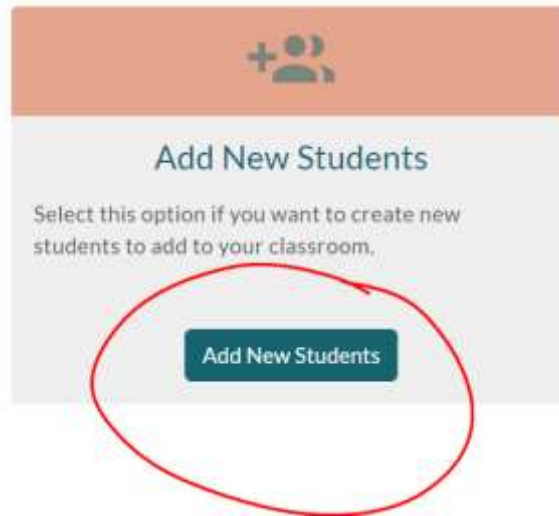 Add New Students
Select this option if you want to create new
students to add to your classroom.
Add New Students